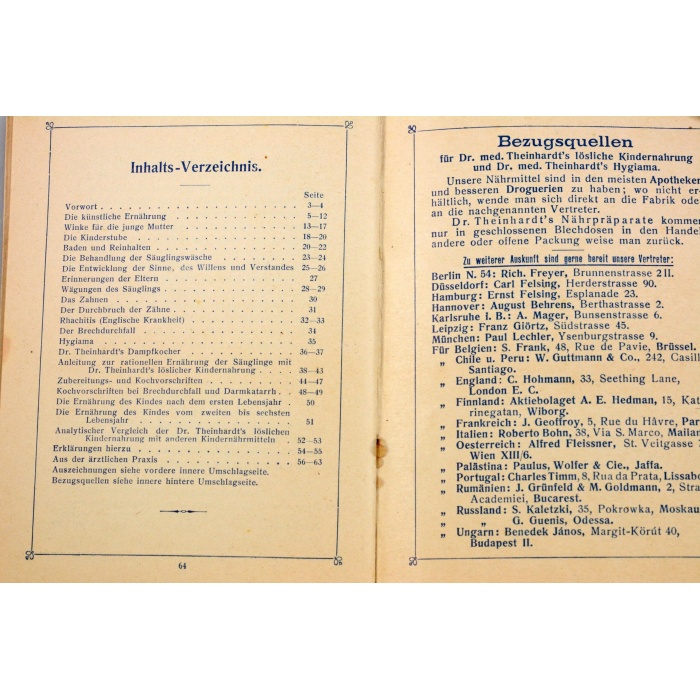 Inhalts-Verzeichnis.
Seite
Vorwort . . . . . . . . . . . . . . . . . 3—4
Die künstliche Ernährung . . . . . . . . . . . 5—12
Winke für die junge Mutter . . . . . . . . . . 13—17
Die Kinderstube . . . . . . . . . . . . . . 18—20
Baden und Reinhalten . . . . . . . . . . . . 20—22
Die Behandlung der Säuglingswäsche . . . . . . . 23—24
Die Entwicklung der Sinne, des Willens und Verstandes 25—26
Erinnerungen der Eltern . . . . . . . . . . . 27
Wägungen des Säuglings . . . . . . . . . . . 28—29
Das Zahnen . . . . . . . . . . . . . . . 30
Der Durchbruch der Zähne . . . . . . . . . . 31
Rhachitis (Englische Krankheit) . . . . . . . . . 32—33
Der Brechdurchfall . . . . . . . . . . . . . 34
Hygiama . . . . . . . . . . . . . . . . 35
Dr. Theinhardt's Dampfkocher . . . . . . . . . 36—37
Anleitung zur rationellen Ernährung der Säuglinge mit
Dr. Theinhardt's löslicher Kindernahrung . . . . 38—43
Zubereitungs- und Kochvorschriften . . . . . . . 44—47
Kochvorschriften bei Brechdurchfall und Darmkatarrh . 48—49
Die Ernährung des Kindes nach dem ersten Lebensjahr . 50
Die Ernährung des Kindes vom zweiten bis sechsten
Lebensjahr . . . . . . . . . . . . . . 51
Analytischer Vergleich der Dr. Theinhardt's löslichen
Kindernahrung mit anderen Kindernährmitteln . . 52—53
Erklärungen hierzu . . . . . . . . . . . . . 54—55
Aus der ärztlichen Praxis . . . . . . . . . . . 56—63
Auszeichnungen siehe vordere innere Umschlagseite.
Bezugsquellen siehe innere hintere Umschlagseite.
64
Bezugsquellen
für Dr. med. Theinhardt's lösliche Kindernahrung
und Dr. med. Theinhardt's Hygiama.
Unsere Nährmittel sind in den meisten Apotheken
und besseren Droguerien zu haben; wo nicht er-
hältlich, wende man sich direkt an die Fabrik ode
an die nachgenannten Vertreter.
Dr. Theinhardt's Nährpräparate kommen
nur in geschlossenen Blechdosen in den Handel
andere oder offene Packung weise man zurück.
Zu weiterer Auskunft sind gerne bereit unsere Vertreter:
Berlin N. 54: Rich. Freyer, Brunnenstrasse 2 II.
Düsseldorf: Carl Felsing, Herderstrasse 90.
Hamburg: Ernst Felsing, Esplanade 23.
Hannover: August Behrens, Berthastrasse 2.
Karlsruhe i. B.: A. Mager, Bunsenstrasse 6.
Leipzig: Franz Giörtz, Südstrasse 45.
München: Paul Lechler, Ysenburgstrasse 9.
Für Belgien: S. Frank, 48, Rue de Pavie, Brüssel.
„ Chile u. Peru: W. Guttmann & Co., 242, Casill
Santiago.
„ England: C. Hohmann, 33, Seething Lane,
London E. C.
„ Finnland: Aktiebolaget A. E. Hedman, 15, Kat
rinegatan, Wiborg.
„ Frankreich: J. Geoffroy, 5, Rue du Hâvre, Par
„ Italien: Roberto Bohn, 38, Via S. Marco, Mailan
„ Oesterreich: Alfred Fleissner, St. Veitgasse
Wien XIII/6.
„ Palästina: Paulus, Wolfer & Cie., Jaffa.
„ Portugal: Charles Timm, 8, Rua da Prata, Lissabo
„ Rumänien: J. Grünfeld & M. Goldmann, 2, Stra
Academiei, Bucarest.
„ Russland: S. Kaletzki, 35, Pokrowka, Moskau
„ „ G. Guenis, Odessa.
„ Ungarn: Benedek János, Margit-Körút 40,
Budapest II.